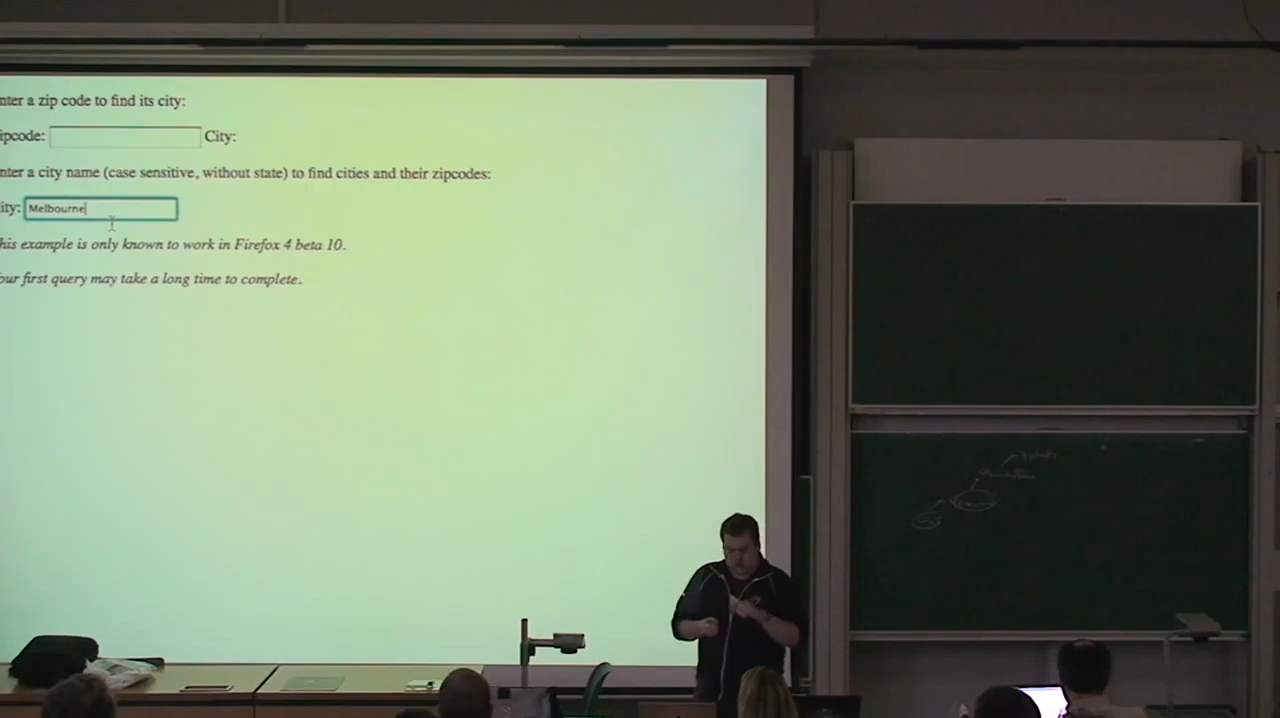 nter a zip code to find its city:
ipcode: City:
nter a city name (case sensitive, without state) to find cities and their zipcodes:
ity: Melbourne
his example is only known to work in Firefox 4 beta 10.
our first query may take a long time to complete.